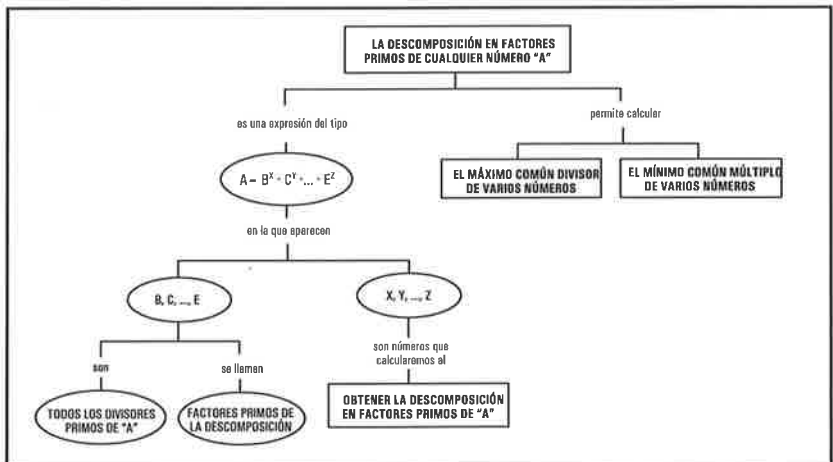 LA DESCOMPOSICIÓN EN FACTORES
PRIMOS DE CUALQUIER NÚMERO "A"
es una expresión del tipo
permite calcular
A = B^X · C^Y · ... · E^Z
EL MÁXIMO COMÚN DIVISOR
DE VARIOS NÚMEROS
EL MÍNIMO COMÚN MÚLTIPLO
DE VARIOS NÚMEROS
en la que aparecen
B, C, ..., E
X, Y, ..., Z
son
se llaman
son números que
calcularemos al
TODOS LOS DIVISORES
PRIMOS DE "A"
FACTORES PRIMOS DE
LA DESCOMPOSICIÓN
OBTENER LA DESCOMPOSICIÓN
EN FACTORES PRIMOS DE "A"